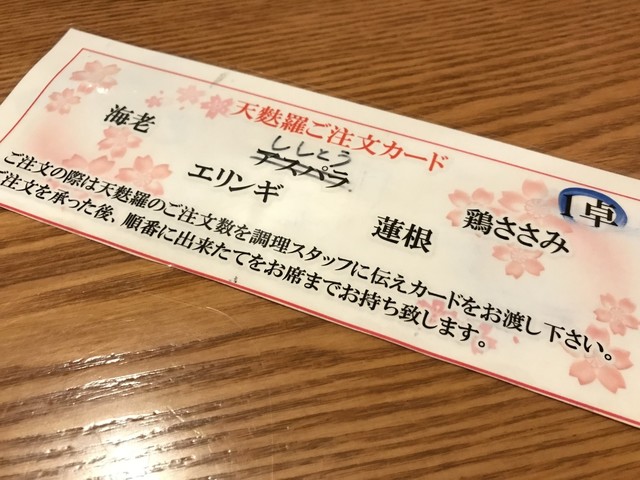 天麩羅ご注文カード
海老
ししとう
アスパラ
エリンギ
蓮根
鶏ささみ
1卓
ご注文の際は天麩羅のご注文数を調理スタッフに伝えカードをお渡し下さい。
ご注文を承った後、順番に出来たてをお席までお持ち致します。